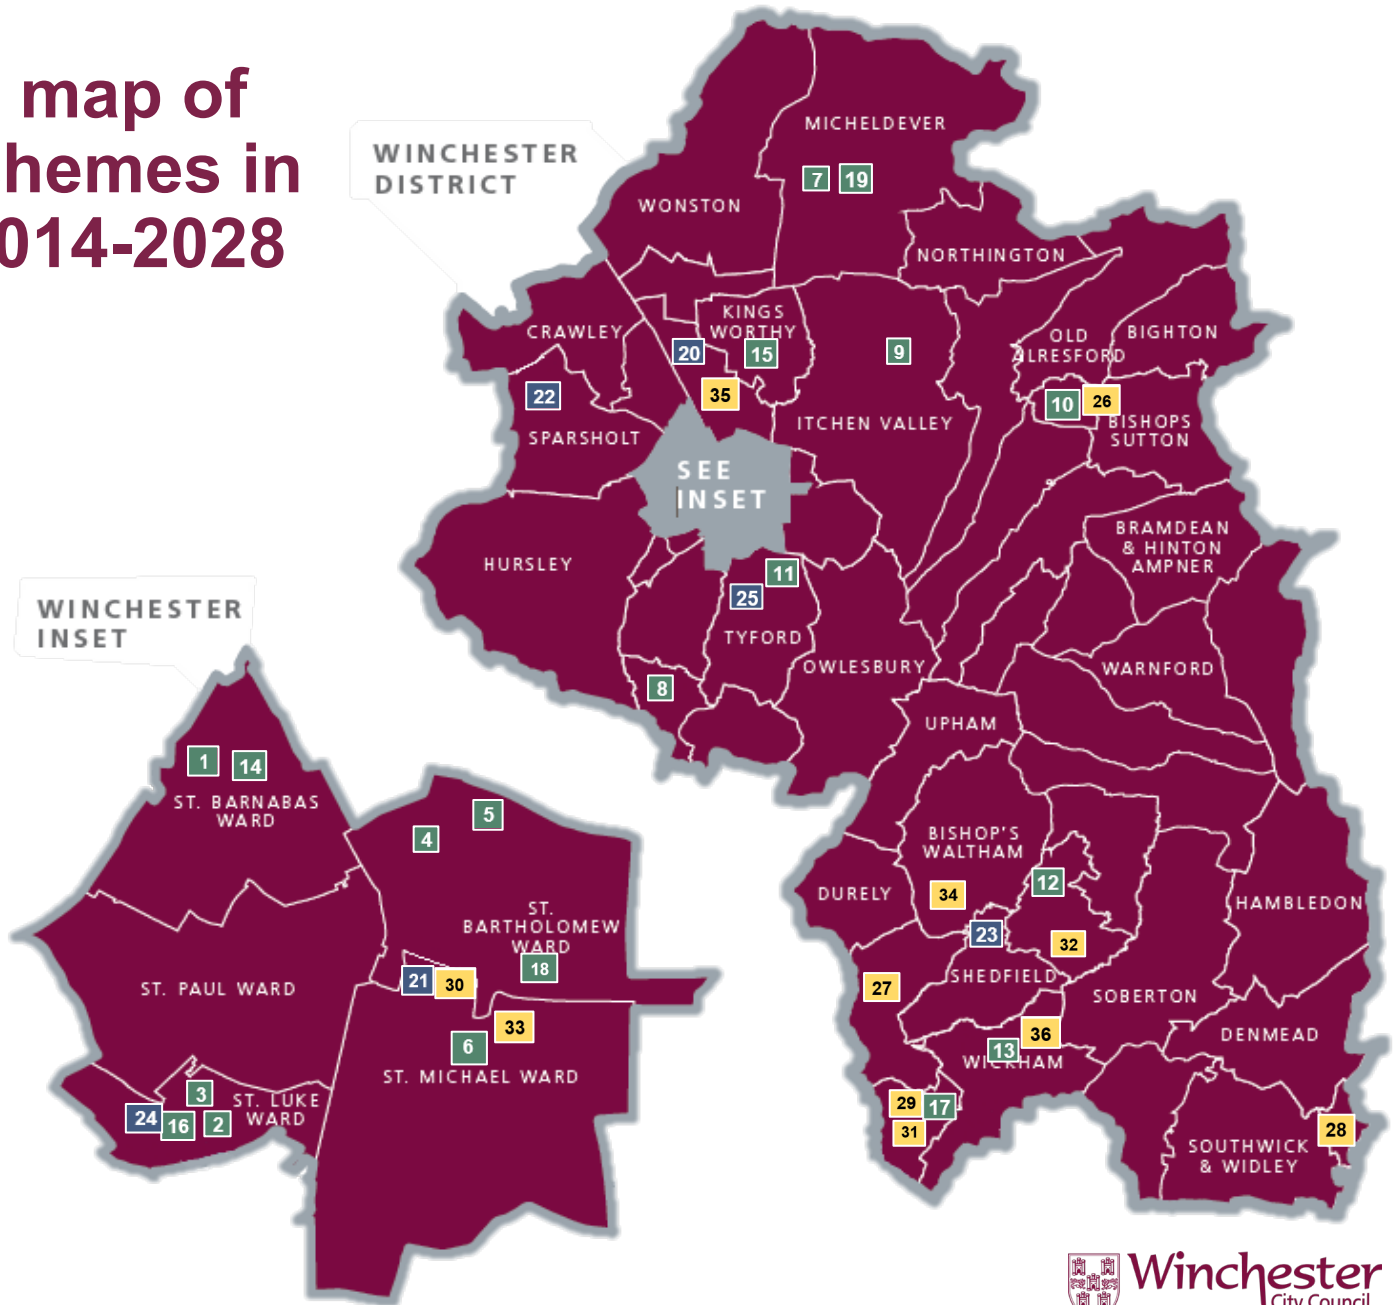 map of
hemes in
014-2028
WINCHESTER
DISTRICT
MICHELDEVER
7
19
WONSTON
NORTHINGTON
CRAWLEY
KINGS
WORTHY
20
15
9
OLD
ALRESFORD
BIGHTON
22
35
10
26
SPARSHOLT
ITCHEN VALLEY
BISHOPS
SUTTON
SEE
INSET
BRAMDEAN
& HINTON
AMPNER
HURSLEY
11
25
TYFORD
OWLESBURY
WARNFORD
8
UPHAM
BISHOP'S
WALTHAM
12
DURELY
34
HAMBLEDON
23
32
SHEDFIELD
27
SOBERTON
36
DENMEAD
13
WICKHAM
29
17
31
28
SOUTHWICK
& WIDLEY
WINCHESTER
INSET
1
14
ST. BARNABAS
WARD
5
4
ST.
BARTHOLOMEW
WARD
18
ST. PAUL WARD
21
30
33
6
ST. MICHAEL WARD
3
ST. LUKE
WARD
24
16
2
Winchester
City Council